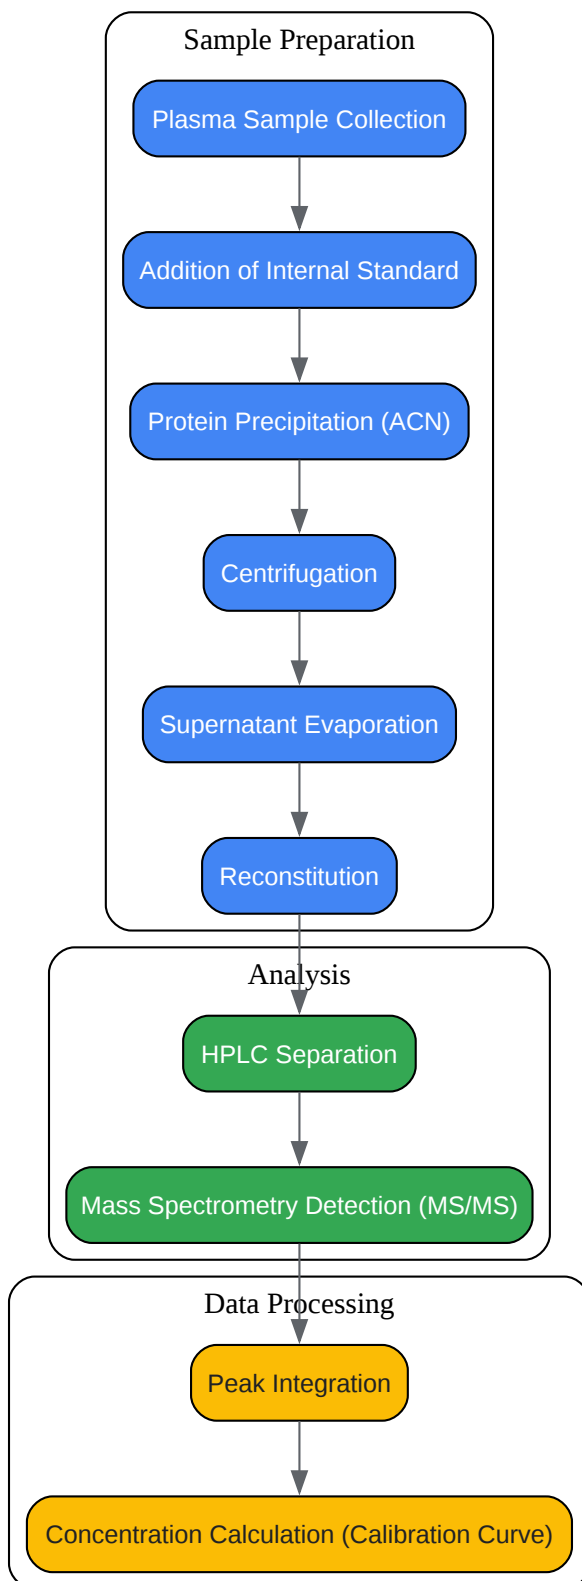 Sample Preparation
Plasma Sample Collection
Addition of Internal Standard
Protein Precipitation (ACN)
Centrifugation
Supernatant Evaporation
Reconstitution
Analysis
HPLC Separation
Mass Spectrometry Detection (MS/MS)
Data Processing
Peak Integration
Concentration Calculation (Calibration Curve)